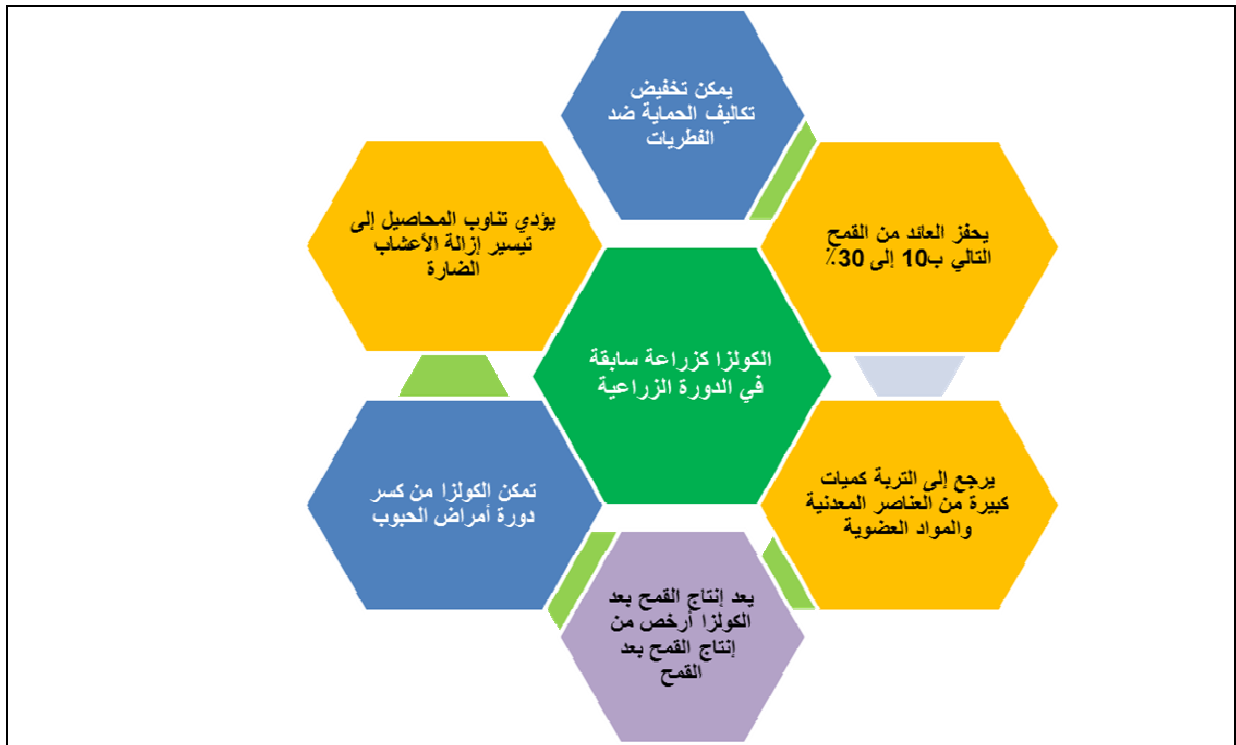 يمكن تخفيض
تكاليف الحماية ضد
الفطريات
يحفز العائد من القمح
التالي ب10 إلى 30٪
يؤدي تناوب المحاصيل إلى
تيسير إزالة الأعشاب
الضارة
الكولزا كزراعة سابقة
في الدورة الزراعية
يرجع إلى التربة كميات
كبيرة من العناصر المعدنية
والمواد العضوية
تمكن الكولزا من كسر
دورة أمراض الحبوب
يعد إنتاج القمح بعد
الكولزا أرخص من
إنتاج القمح بعد
القمح